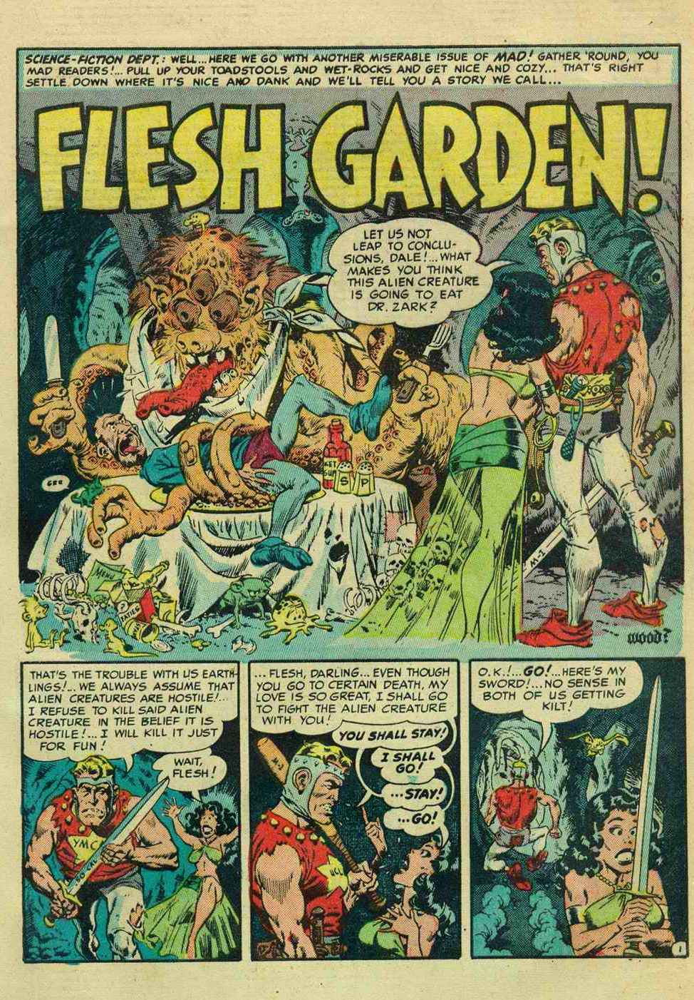 SCIENCE-FICTION DEPT.: WELL...HERE WE GO WITH ANOTHER MISERABLE ISSUE OF MAD! GATHER 'ROUND, YOU
MAD READERS!... PULL UP YOUR TOADSTOOLS AND WET-ROCKS AND GET NICE AND COZY... THAT'S RIGHT
SETTLE DOWN WHERE IT'S NICE AND DANK AND WE'LL TELL YOU A STORY WE CALL...
FLESH GARDEN!
LET US NOT
LEAP TO CONCLU-
SIONS, DALE!...WHAT
MAKES YOU THINK
THIS ALIEN CREATURE
IS GOING TO EAT
DR. ZARK?
KET
SUP
S
P
MENU
M-1
wood
THAT'S THE TROUBLE WITH US EARTH-
LINGS!... WE ALWAYS ASSUME THAT
ALIEN CREATURES ARE HOSTILE!...
I REFUSE TO KILL SAID ALIEN
CREATURE IN THE BELIEF IT IS
HOSTILE!... I WILL KILL IT JUST
FOR FUN!
WAIT,
FLESH!
YMC
... FLESH, DARLING... EVEN THOUGH
YOU GO TO CERTAIN DEATH, MY
LOVE IS SO GREAT, I SHALL GO
TO FIGHT THE ALIEN CREATURE
WITH YOU!
YOU SHALL STAY!
I SHALL
GO!
...STAY!
...GO!
M-1
UCL
O.K.!...GO!...HERE'S MY
SWORD!...NO SENSE IN
BOTH OF US GETTING
KILT!
1